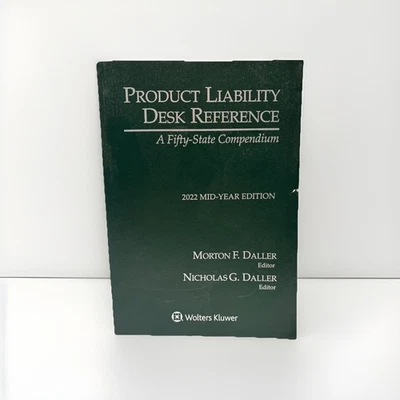 PRODUCT LIABILITY
DESK REFERENCE
A Fifty-State Compendium
2022 MID-YEAR EDITION
MORTON F. DALLER
Editor
NICHOLAS G. DALLER
Editor
Wolters Kluwer